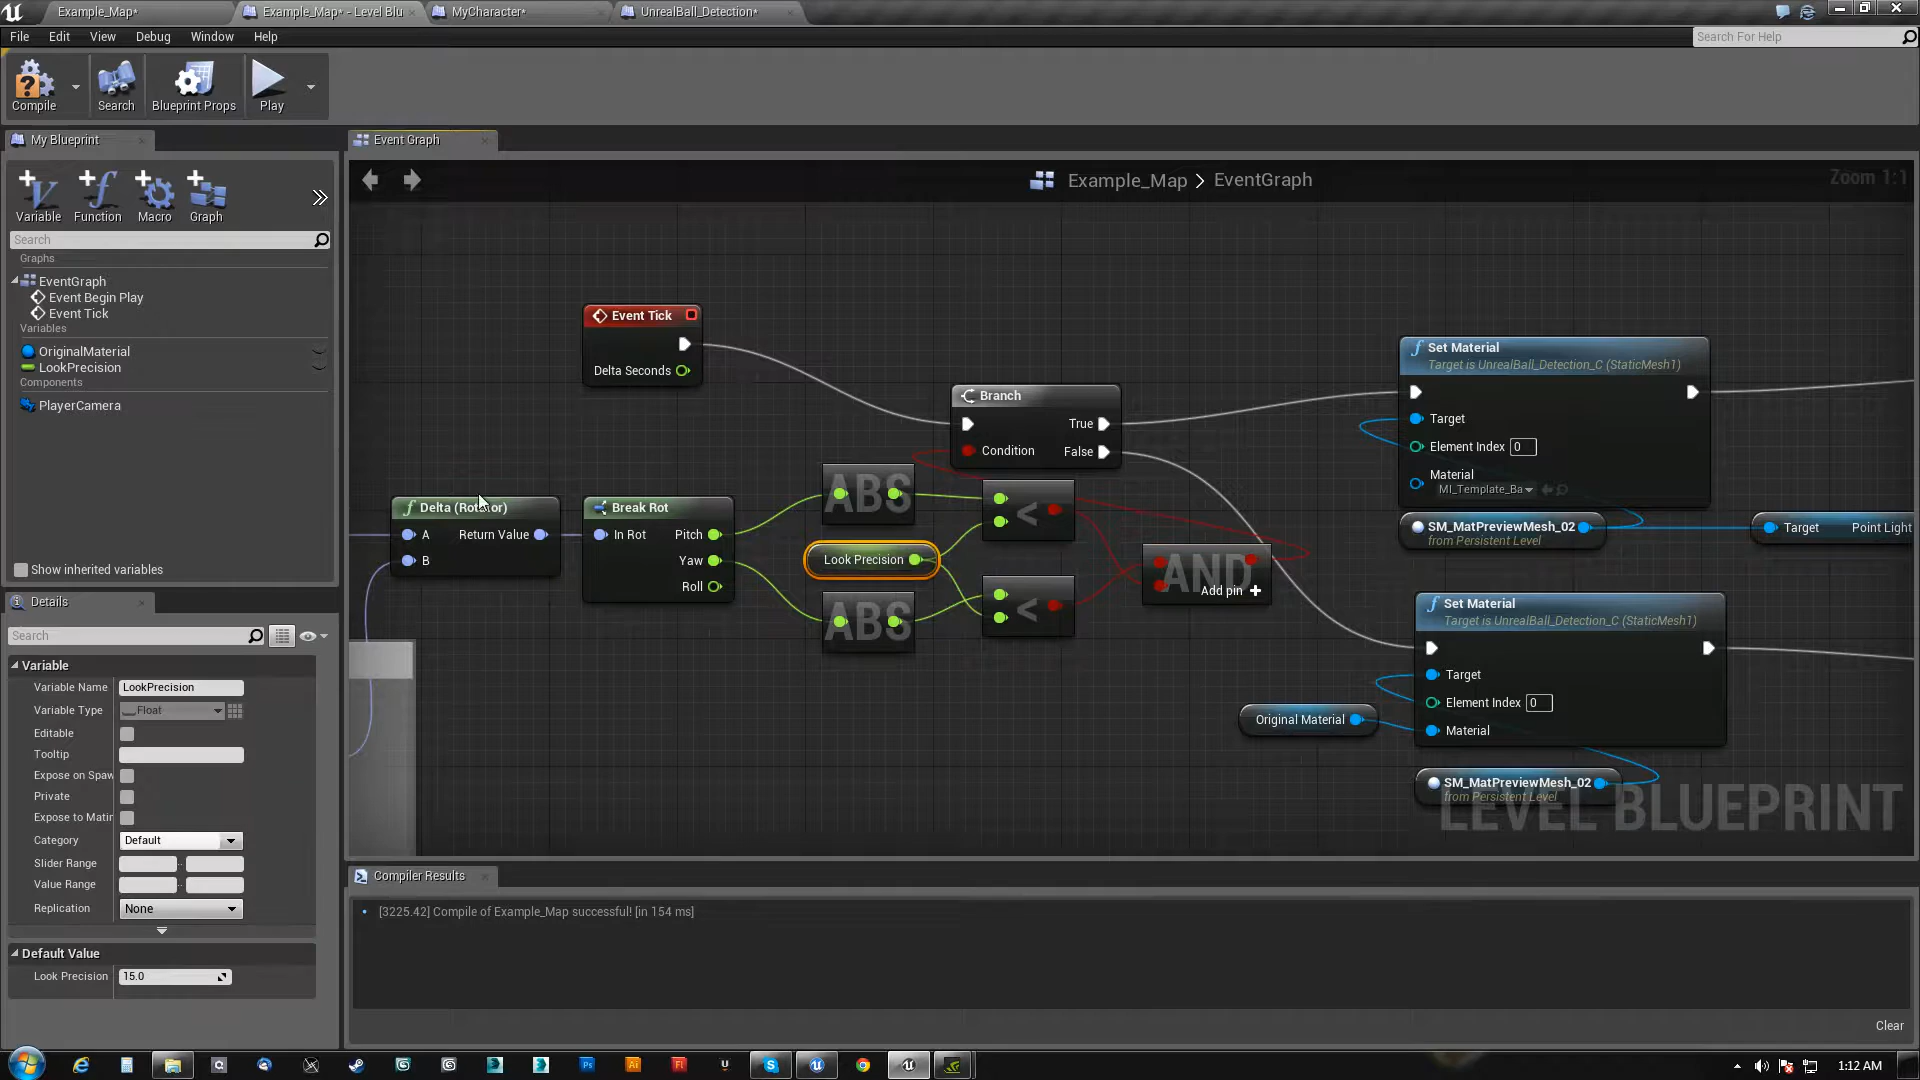 Example_Map*
Example_Map* - Level Blu
MyCharacter*
UnrealBall_Detection*
File Edit View Debug Window Help
Search For Help
Compile
Search
Blueprint Props
Play
My Blueprint
Variable
Function
Macro
Graph
Search
Graphs
EventGraph
Event Begin Play
Event Tick
Variables
OriginalMaterial
LookPrecision
Components
PlayerCamera
Show inherited variables
Details
Search
Variable
Variable Name LookPrecision
Variable Type Float
Editable
Tooltip
Expose on Spaw
Private
Expose to Matin
Category Default
Slider Range
Value Range
Replication None
Default Value
Look Precision 15.0
Event Graph
Example_Map > EventGraph
Zoom 1:1
Event Tick
Delta Seconds
Branch
True
Condition False
Set Material
Target is UnrealBall_Detection_C (StaticMesh1)
Target
Element Index 0
Material
MI_Template_Ba
SM_MatPreviewMesh_02
from Persistent Level
Target Point Light
Delta (Rotator)
A Return Value
B
Break Rot
In Rot Pitch
Yaw
Roll
ABS
Look Precision
ABS
<
<
AND
Add pin +
Set Material
Target is UnrealBall_Detection_C (StaticMesh1)
Target
Element Index 0
Material
Original Material
SM_MatPreviewMesh_02
from Persistent Level
LEVEL BLUEPRINT
Compiler Results
[3225.42] Compile of Example_Map successful! [in 154 ms]
Clear
1:12 AM